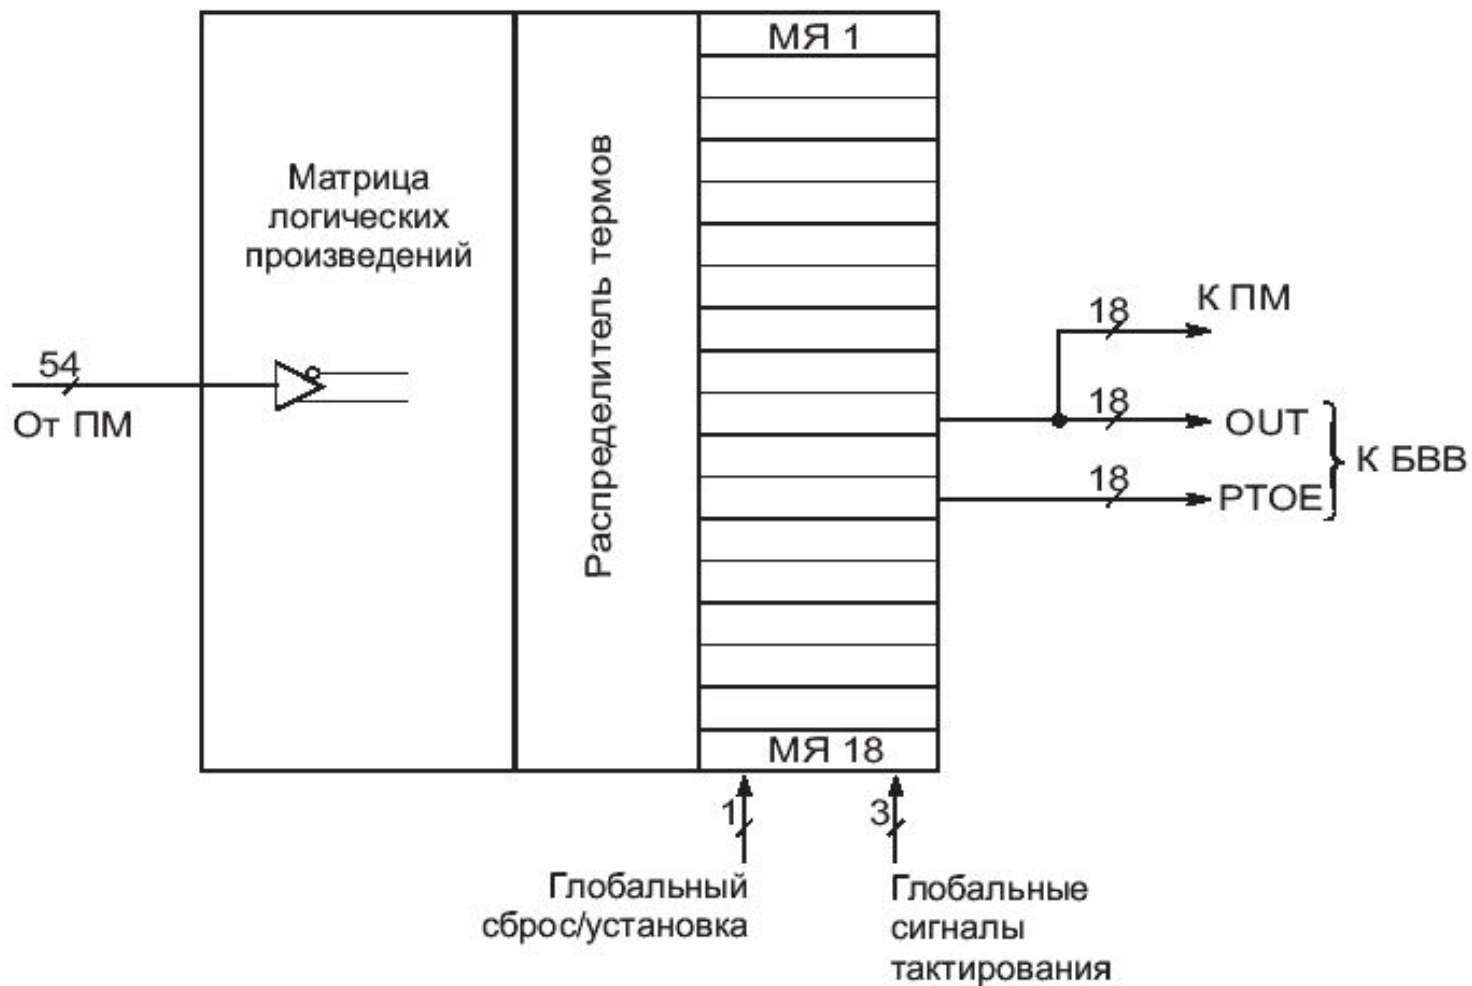 МЯ 1
Матрица
логических
произведений
Распределитель термов
54
От ПМ
18
К ПМ
18
OUT
К БВВ
18
PTOE
МЯ 18
1
3
Глобальный
сброс/установка
Глобальные
сигналы
тактирования